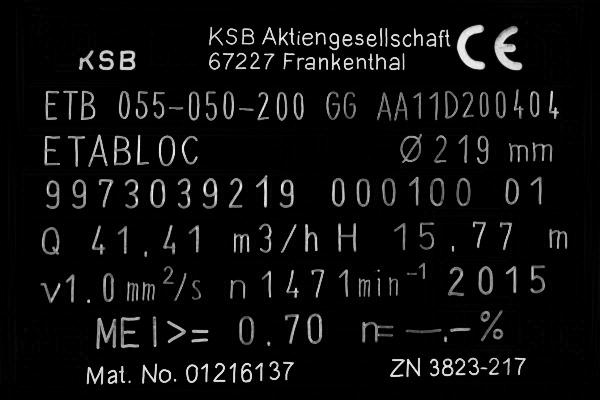 KSB
KSB Aktiengesellschaft
67227 Frankenthal
CE
ETB 055-050-200 GG AA11D200404
ETABLOC Ø 219 mm
9973039219 000100 01
Q 41.41 m3/h H 15.77 m
ν1.0 mm²/s n 1471min⁻¹ 2015
MEI>= 0.70 η= —.–%
Mat. No. 01216137 ZN 3823-217